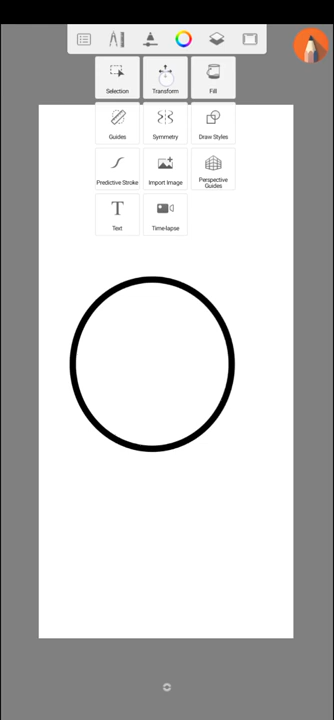 Selection
Transform
Fill
Guides
Symmetry
Draw Styles
Predictive Stroke
Import Image
Perspective
Guides
T
Text
Time-lapse